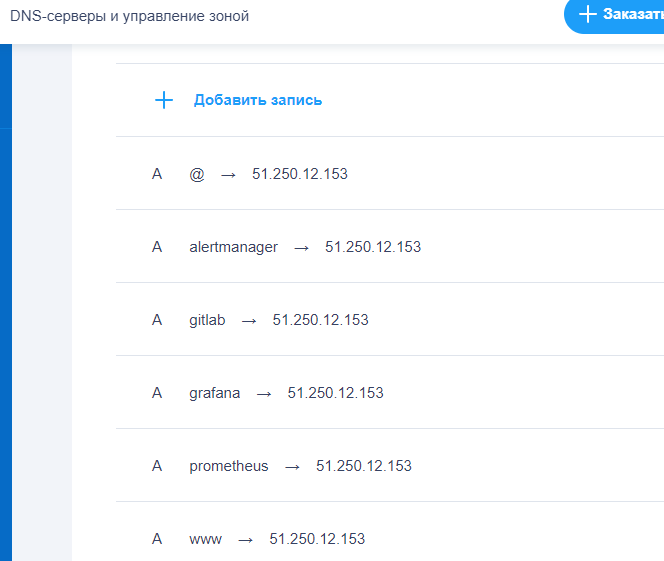 DNS-серверы и управление зоной
Заказать
Добавить запись
A @ → 51.250.12.153
A alertmanager → 51.250.12.153
A gitlab → 51.250.12.153
A grafana → 51.250.12.153
A prometheus → 51.250.12.153
A www → 51.250.12.153